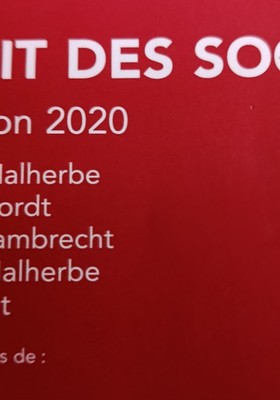 IT DES SOC
on 2020
Malherbe
ordt
ambrecht
Malherbe
t
s de :